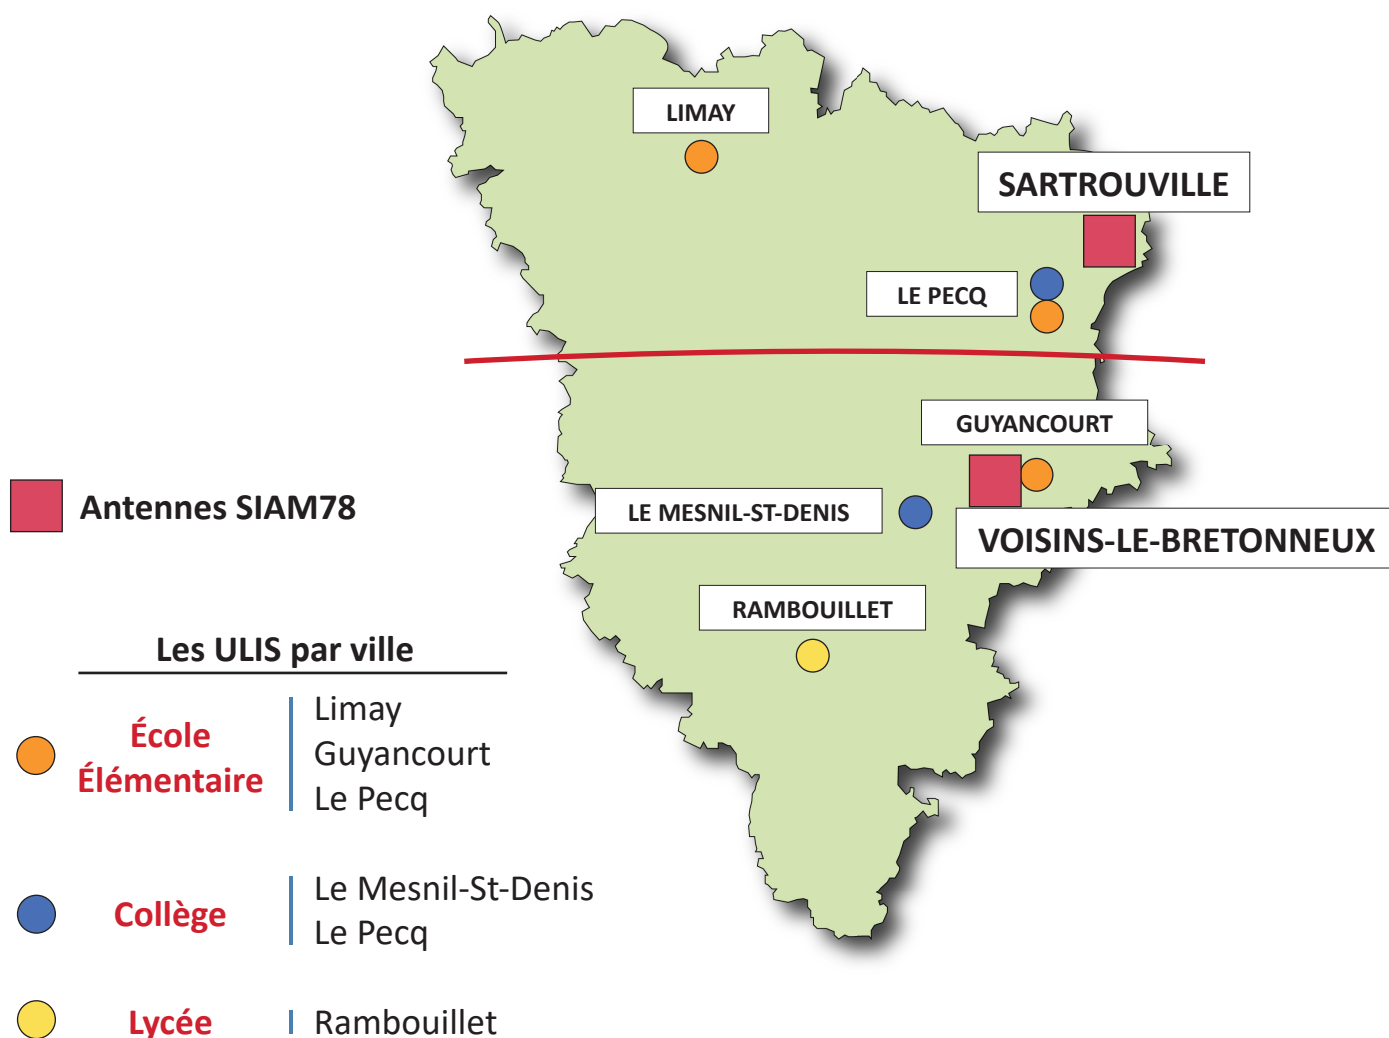 LIMAY
SARTROUVILLE
LE PECQ
GUYANCOURT
LE MESNIL-ST-DENIS
VOISINS-LE-BRETONNEUX
RAMBOUILLET
Antennes SIAM78
Les ULIS par ville
École
Élémentaire
Limay
Guyancourt
Le Pecq
Collège
Le Mesnil-St-Denis
Le Pecq
Lycée
Rambouillet